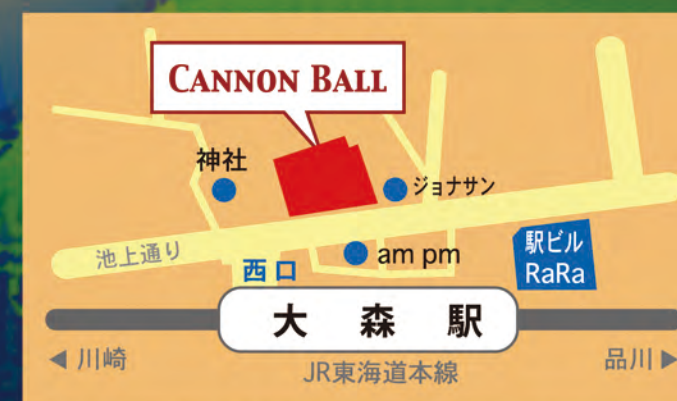 CANNON BALL
神社
ジョナサン
池上通り
西口
am pm
駅ビル
RaRa
大森駅
◀ 川崎
JR東海道本線
品川 ▶